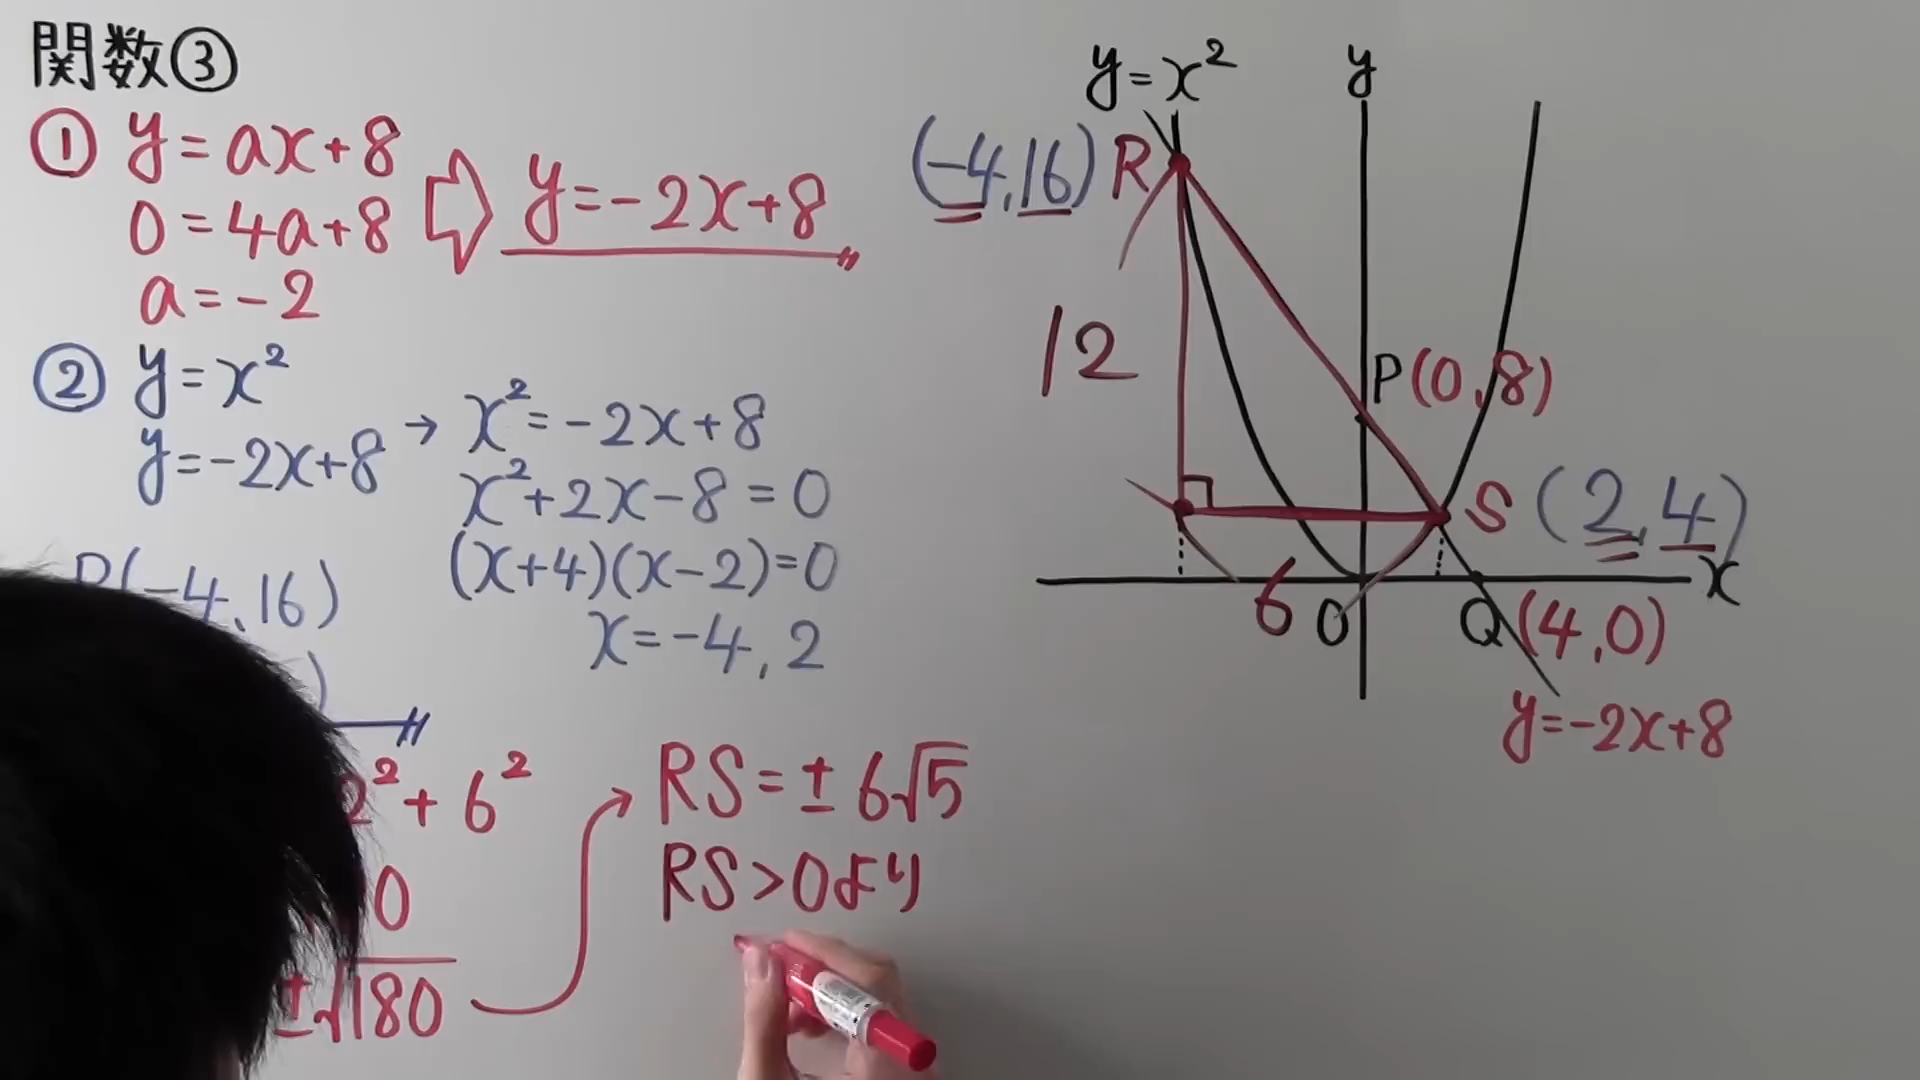 関数③
① y=ax+8
0=4a+8
a=-2
⇨ y=-2x+8
② y=x²
y=-2x+8
→ x²=-2x+8
x²+2x-8=0
(x+4)(x-2)=0
x=-4,2
(-4,16)
)
²+6²
0
±√180
RS=±6√5
RS>0より
y=x²
y
(-4,16) R
12
P(0,8)
S(2,4)
x
6
O
Q(4,0)
y=-2x+8